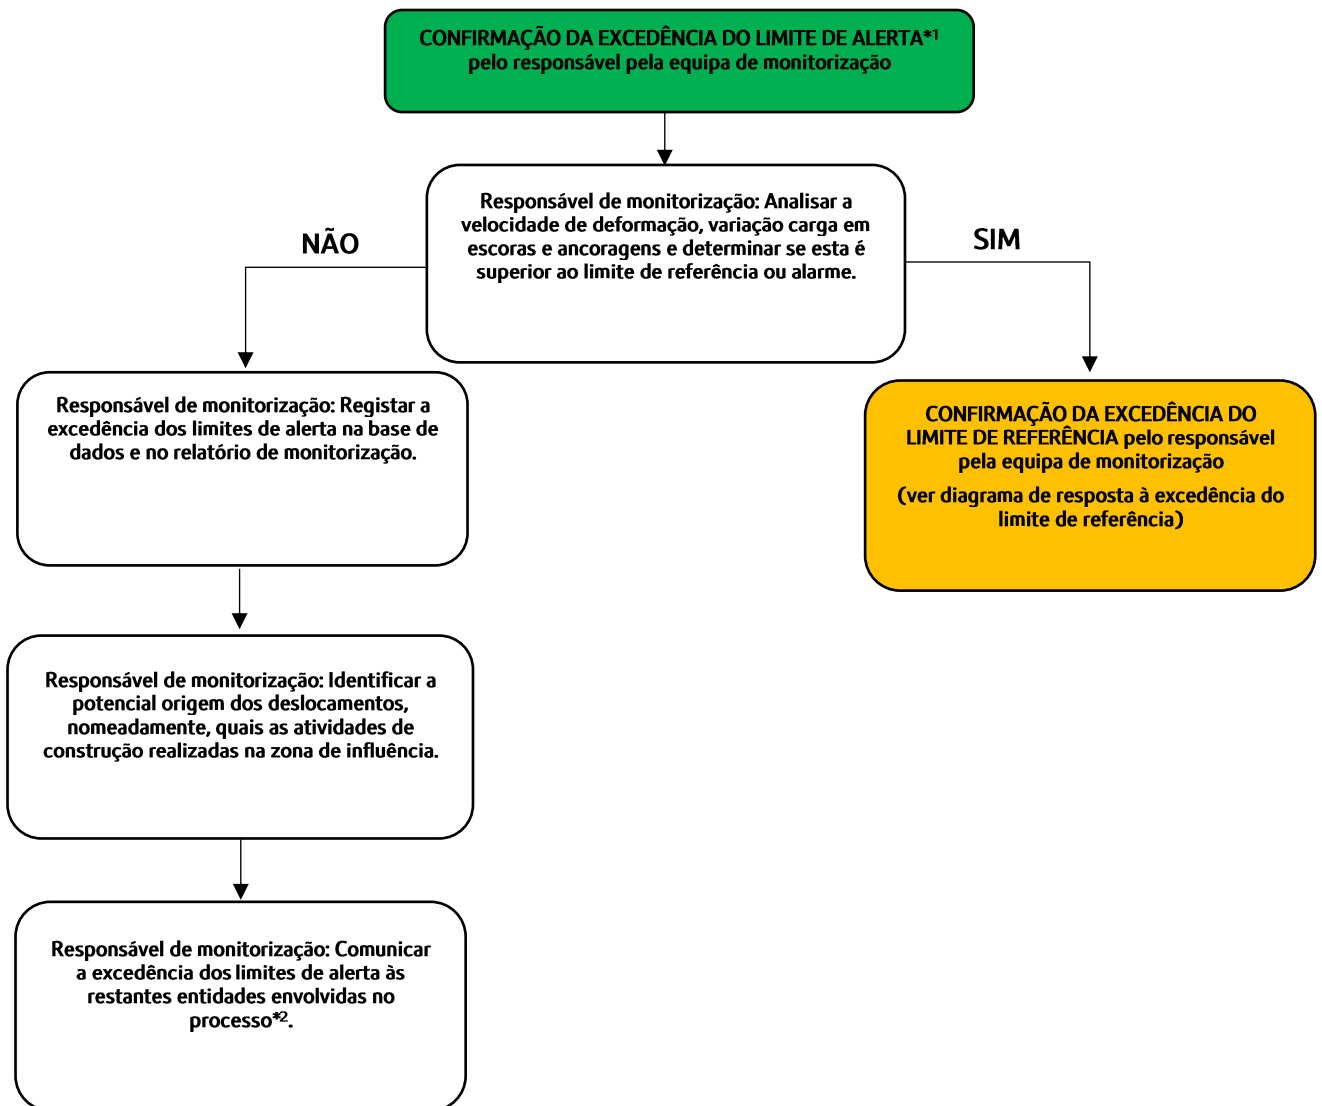 CONFIRMAÇÃO DA EXCEDÊNCIA DO LIMITE DE ALERTA*1
pelo responsável pela equipa de monitorização
Responsável de monitorização: Analisar a
velocidade de deformação, variação carga em
escoras e ancoragens e determinar se esta é
superior ao limite de referência ou alarme.
NÃO
SIM
Responsável de monitorização: Registar a
excedência dos limites de alerta na base de
dados e no relatório de monitorização.
CONFIRMAÇÃO DA EXCEDÊNCIA DO
LIMITE DE REFERÊNCIA pelo responsável
pela equipa de monitorização
(ver diagrama de resposta à excedência do
limite de referência)
Responsável de monitorização: Identificar a
potencial origem dos deslocamentos,
nomeadamente, quais as atividades de
construção realizadas na zona de influência.
Responsável de monitorização: Comunicar
a excedência dos limites de alerta às
restantes entidades envolvidas no
processo*2.